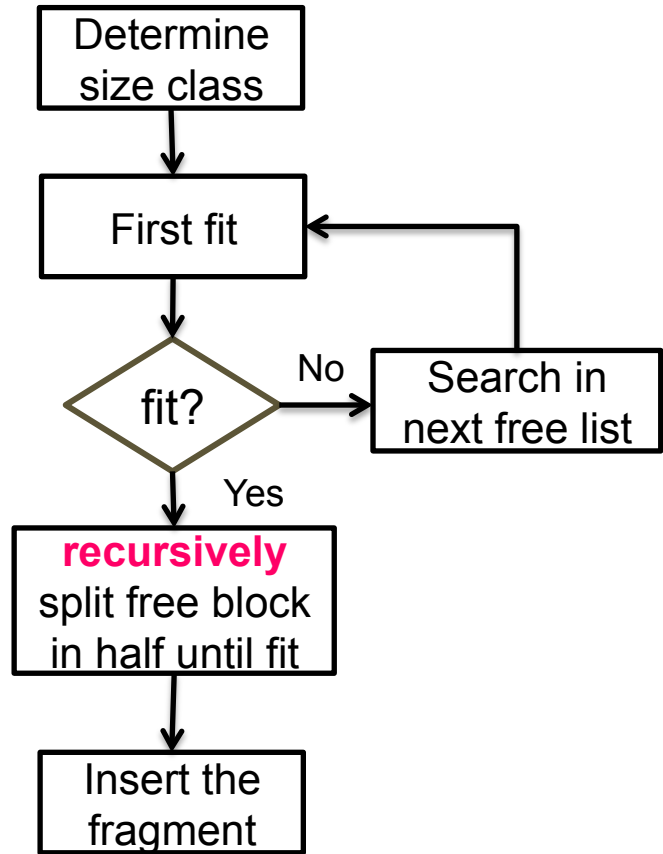 Determine
size class
First fit
fit?
No
Search in
next free list
Yes
recursively
split free block
in half until fit
Insert the
fragment